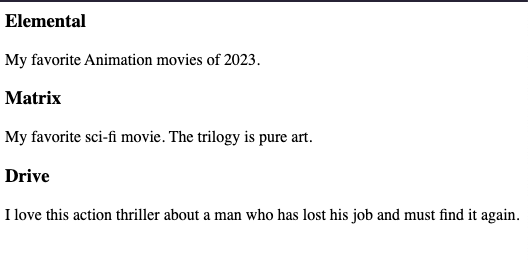 Elemental
My favorite Animation movies of 2023.
Matrix
My favorite sci-fi movie. The trilogy is pure art.
Drive
I love this action thriller about a man who has lost his job and must find it again.